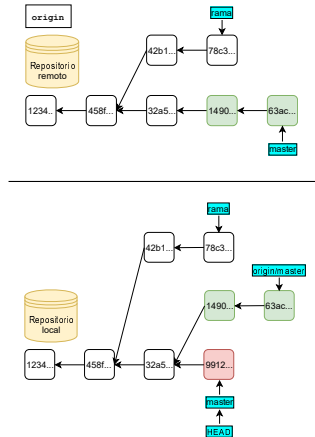 origin
rama
Repositorio
remoto
42b1...
78c3...
1234..
458f...
32a5...
1490...
63ac...
master
rama
42b1...
78c3...
origin/master
Repositorio
local
1490...
63ac...
1234...
458f...
32a5...
9912...
master
HEAD